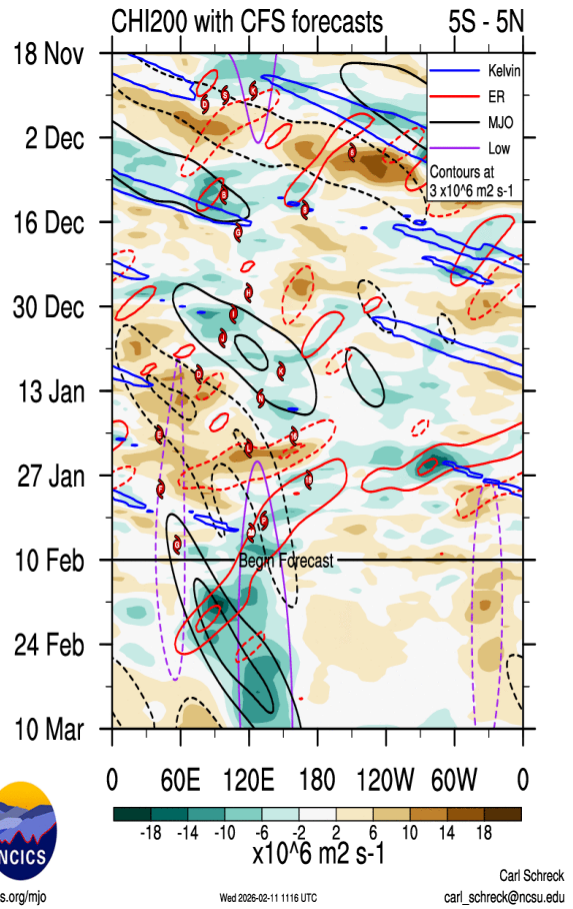 CHI200 with CFS forecasts 5S - 5N
18 Nov
2 Dec
16 Dec
30 Dec
13 Jan
27 Jan
10 Feb
24 Feb
10 Mar
Kelvin
ER
MJO
Low
Contours at
3 x10^6 m2 s-1
Begin Forecast
0 60E 120E 180 120W 60W 0
-18 -14 -10 -6 -2 2 6 10 14 18
x10^6 m2 s-1
NCICS
s.org/mjo
Wed 2026-02-11 1116 UTC
Carl Schreck
carl_schreck@ncsu.edu